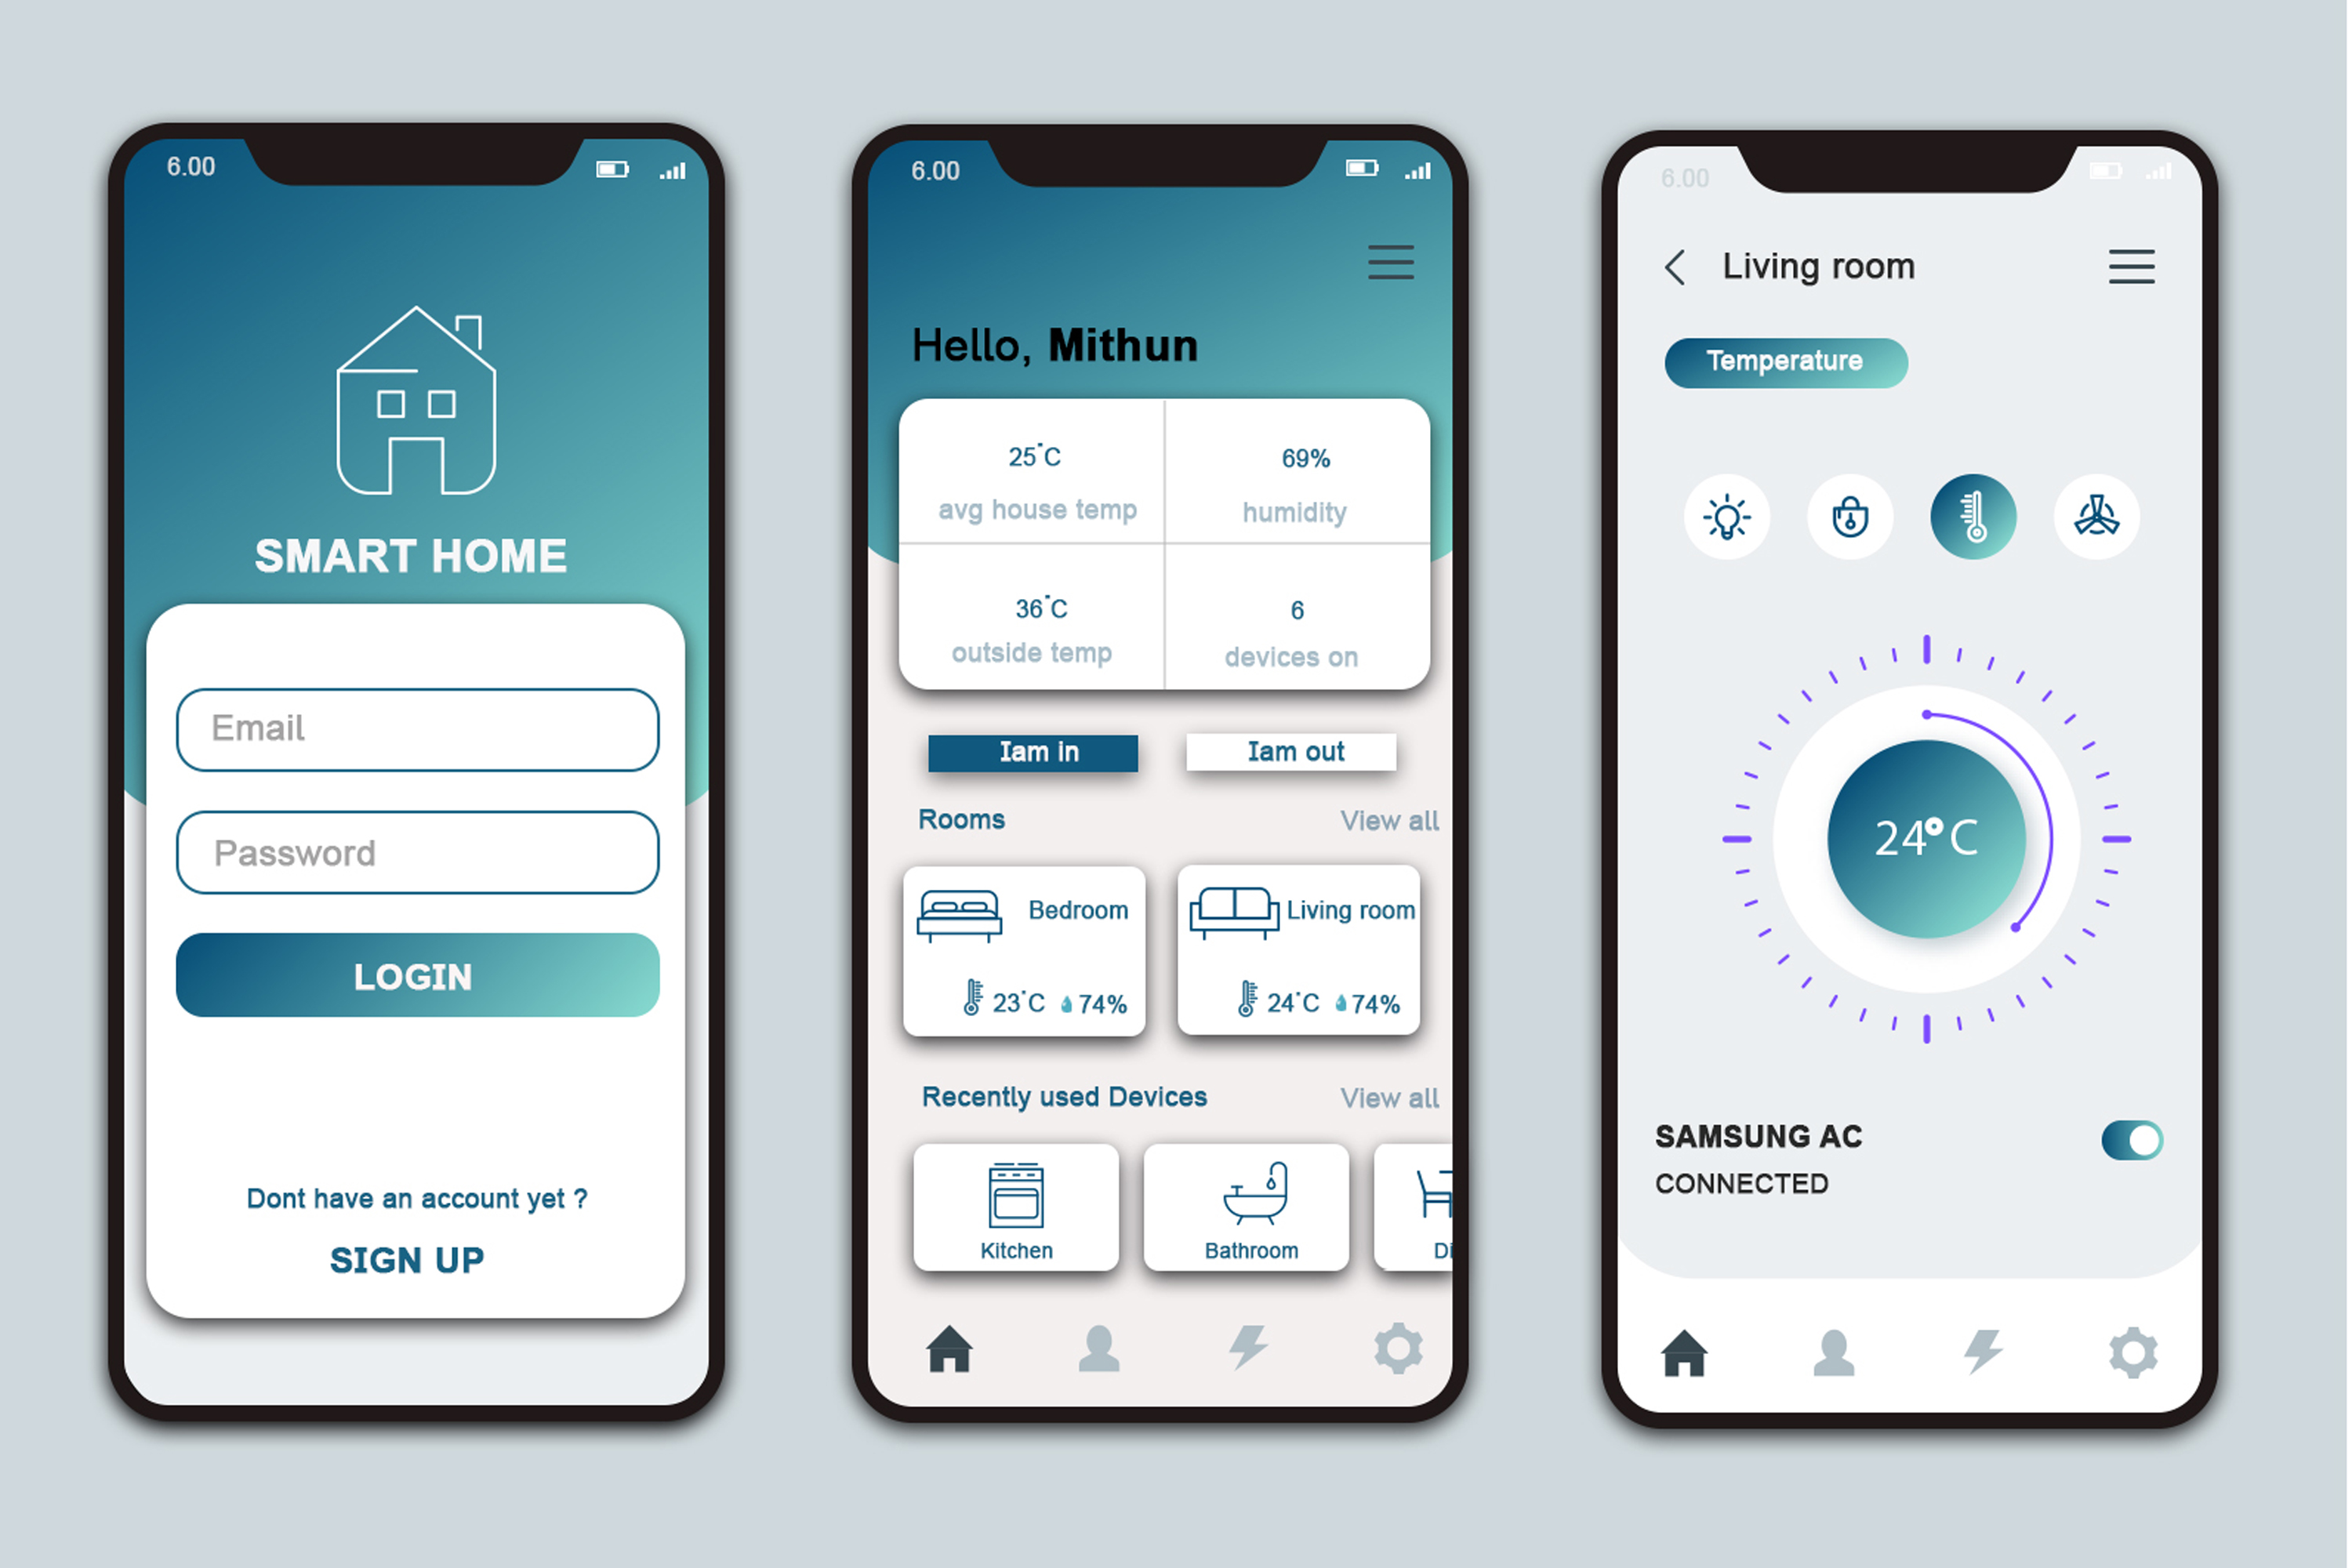 6.00
SMART HOME
Email
Password
LOGIN
Dont have an account yet ?
SIGN UP
6.00
Hello, Mithun
25°C
69%
avg house temp
humidity
36°C
6
outside temp
devices on
Iam in
Iam out
Rooms
View all
Bedroom
23°C 74%
Living room
24°C 74%
Recently used Devices
View all
Kitchen
Bathroom
Di
6.00
Living room
Temperature
24°C
SAMSUNG AC
CONNECTED